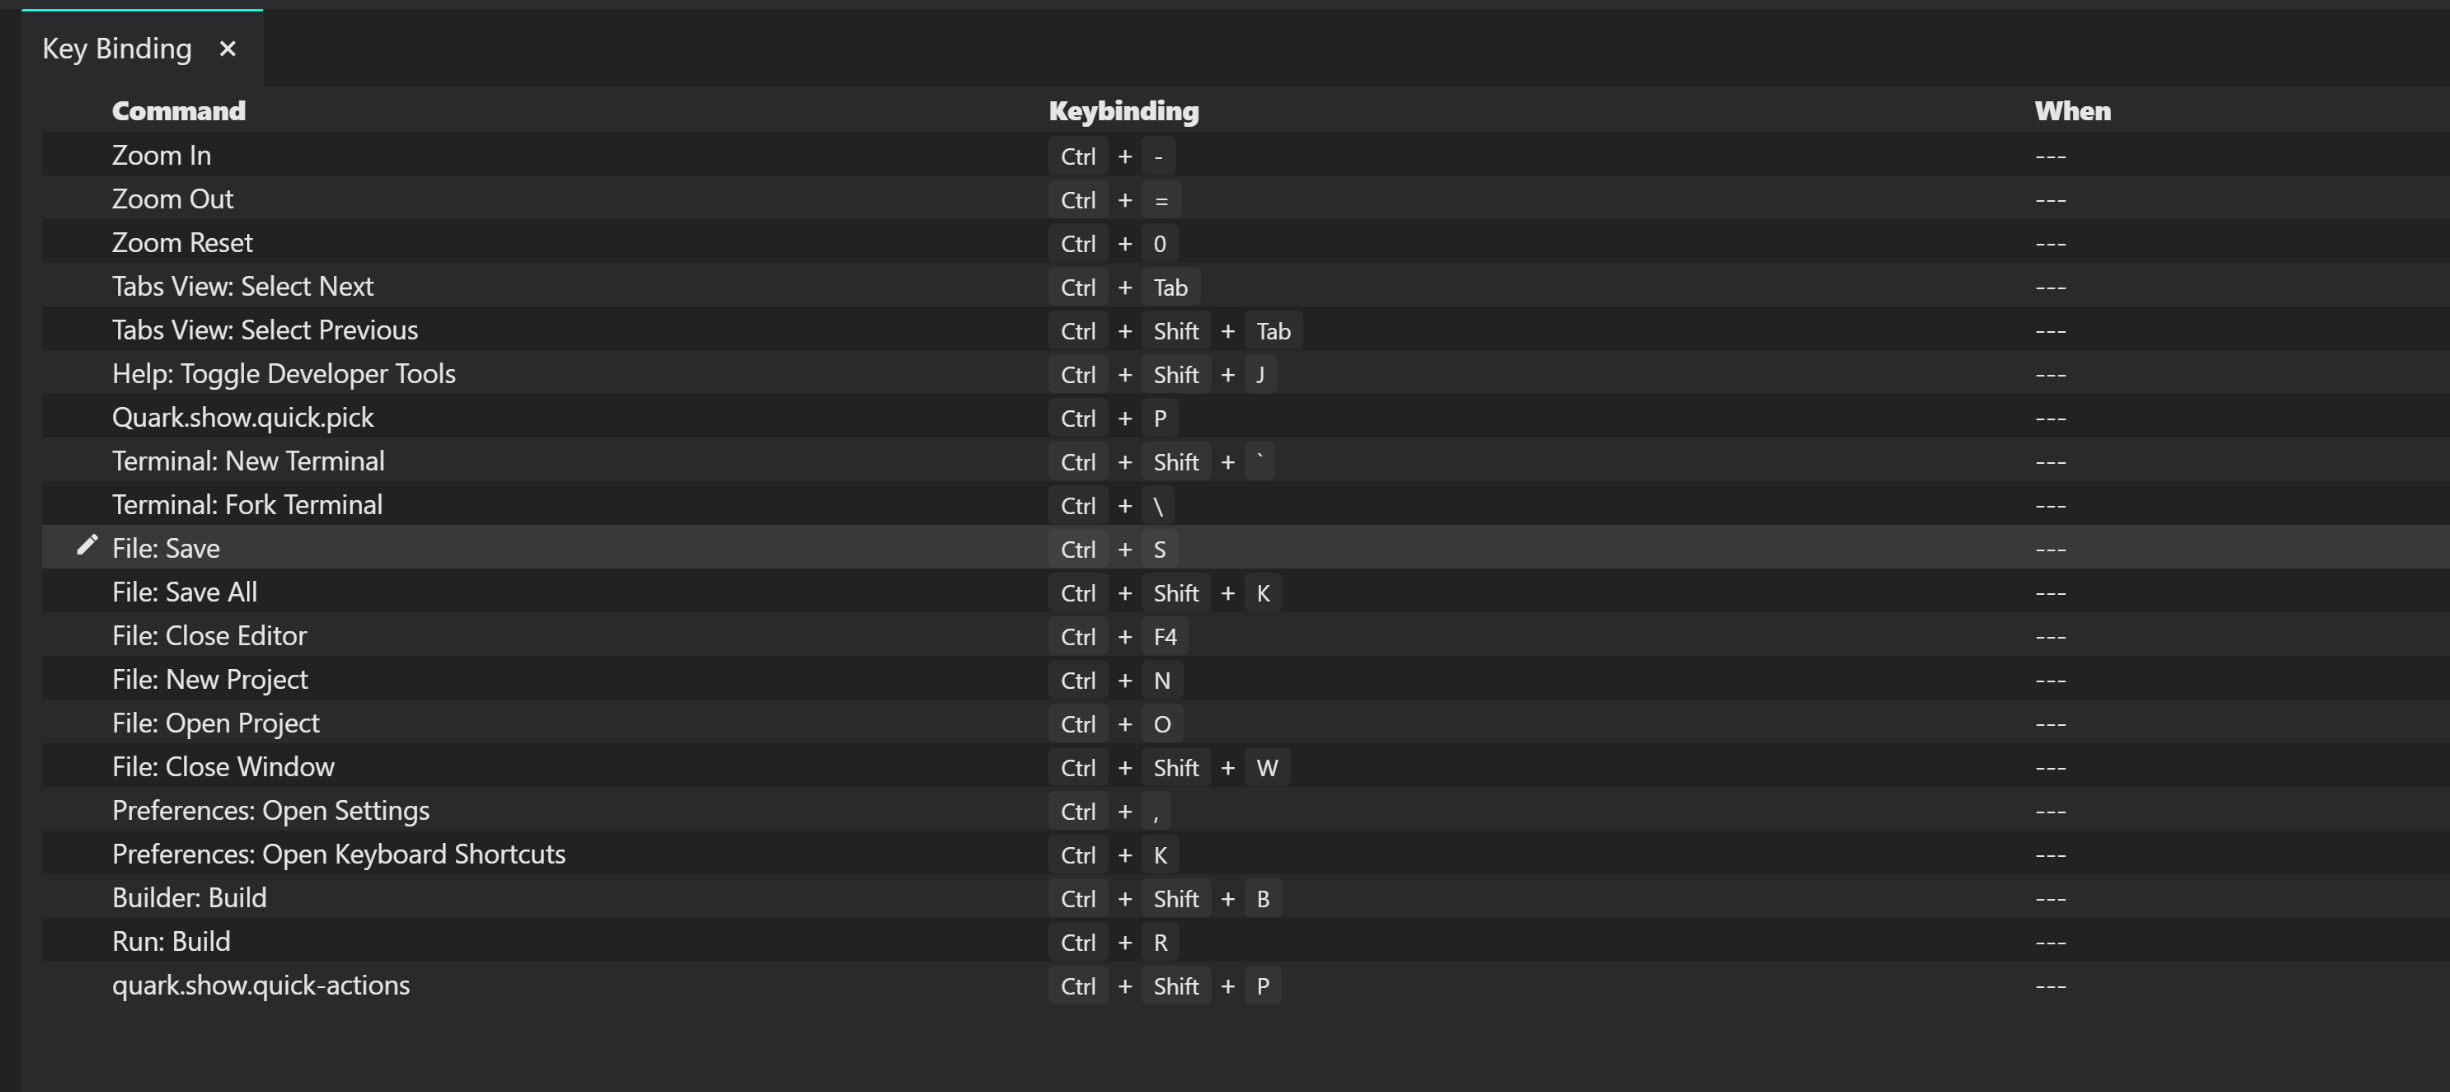 Key Binding ×
Command Keybinding When
Zoom In Ctrl + - ---
Zoom Out Ctrl + = ---
Zoom Reset Ctrl + 0 ---
Tabs View: Select Next Ctrl + Tab ---
Tabs View: Select Previous Ctrl + Shift + Tab ---
Help: Toggle Developer Tools Ctrl + Shift + J ---
Quark.show.quick.pick Ctrl + P ---
Terminal: New Terminal Ctrl + Shift + ` ---
Terminal: Fork Terminal Ctrl + \ ---
File: Save Ctrl + S ---
File: Save All Ctrl + Shift + K ---
File: Close Editor Ctrl + F4 ---
File: New Project Ctrl + N ---
File: Open Project Ctrl + O ---
File: Close Window Ctrl + Shift + W ---
Preferences: Open Settings Ctrl + , ---
Preferences: Open Keyboard Shortcuts Ctrl + K ---
Builder: Build Ctrl + Shift + B ---
Run: Build Ctrl + R ---
quark.show.quick-actions Ctrl + Shift + P ---